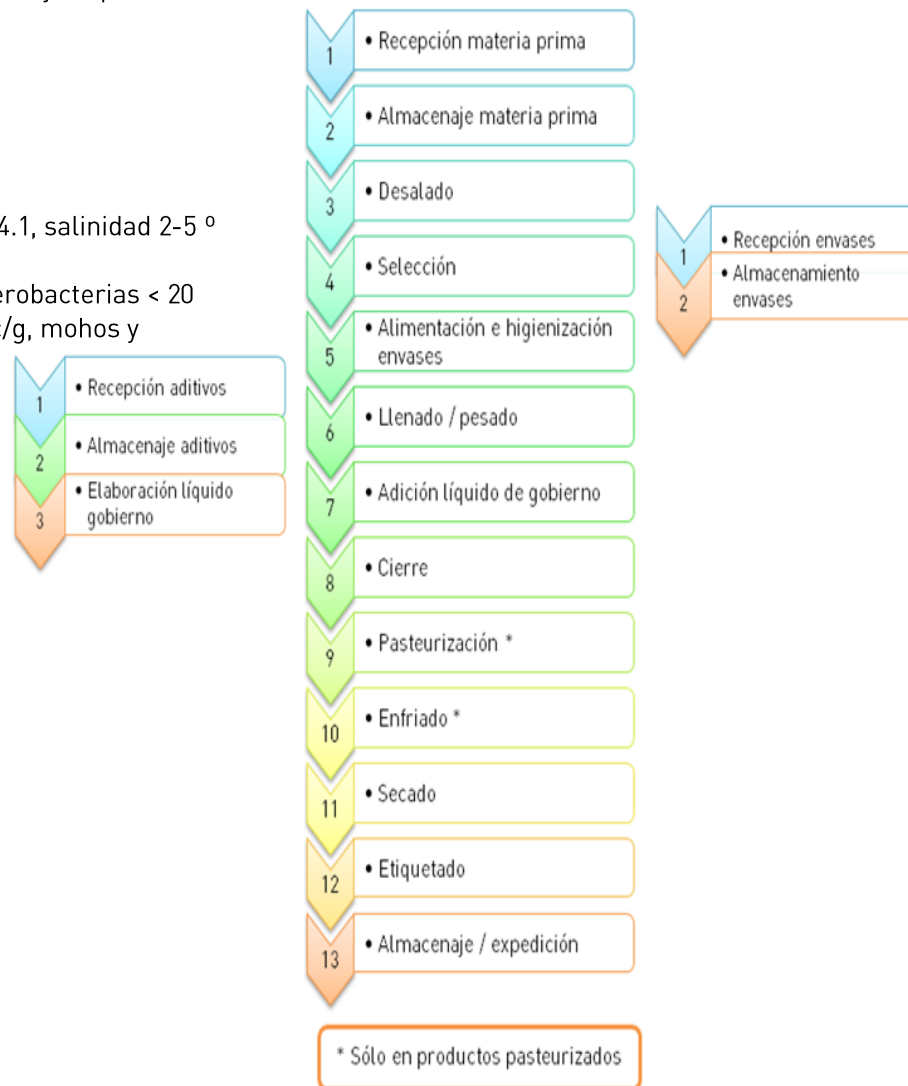 1
• Recepción materia prima
2
• Almacenaje materia prima
3
• Desalado
4
• Selección
5
• Alimentación e higienización
envases
6
• Llenado / pesado
7
• Adición líquido de gobierno
8
• Cierre
9
• Pasteurización *
10
• Enfriado *
11
• Secado
12
• Etiquetado
13
• Almacenaje / expedición
* Sólo en productos pasteurizados
4.1, salinidad 2-5 º
erobacterias < 20
c/g, mohos y
1
• Recepción aditivos
2
• Almacenaje aditivos
3
• Elaboración líquido
gobierno
1
• Recepción envases
2
• Almacenamiento
envases